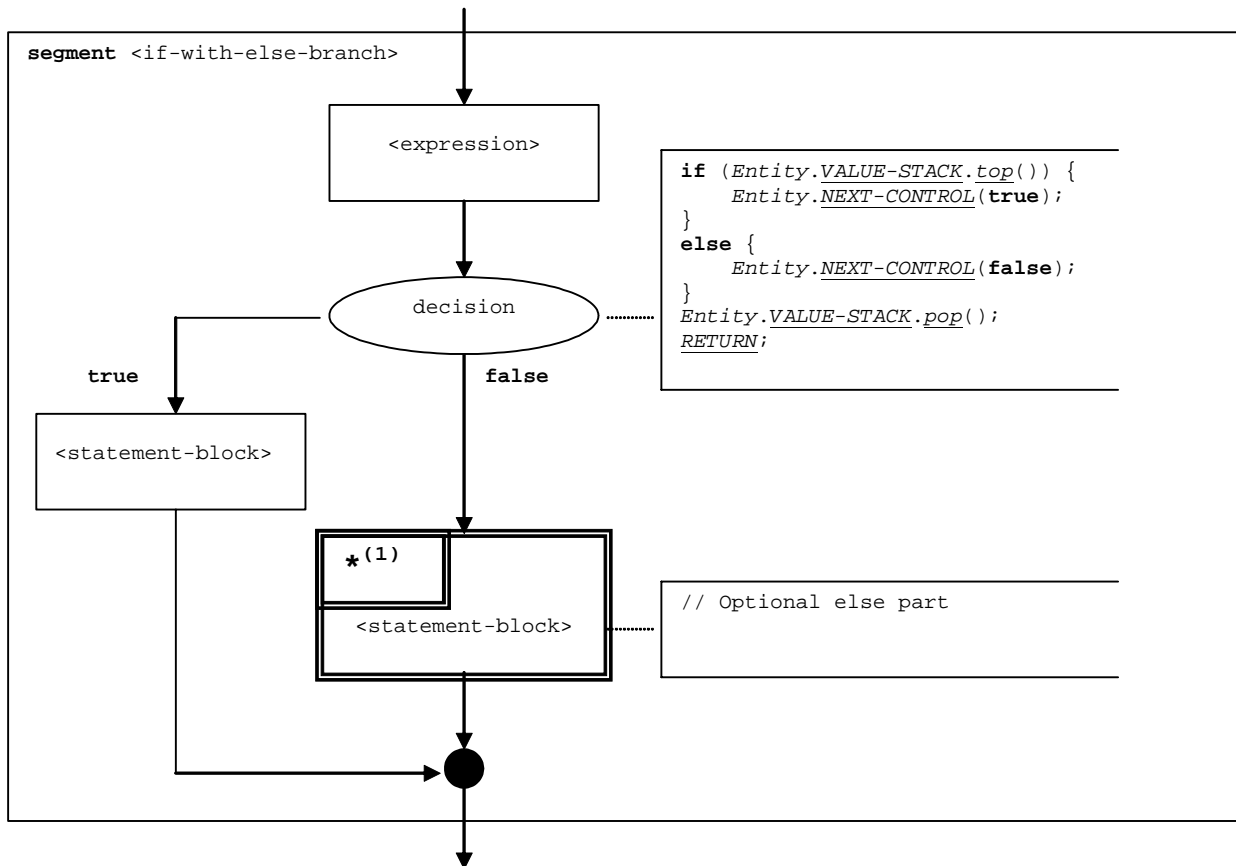 segment <if-with-else-branch>
<expression>
if (Entity.VALUE-STACK.top()) {
Entity.NEXT-CONTROL(true);
}
else {
Entity.NEXT-CONTROL(false);
}
Entity.VALUE-STACK.pop();
RETURN;
decision
true
false
<statement-block>
*(1)
<statement-block>
// Optional else part